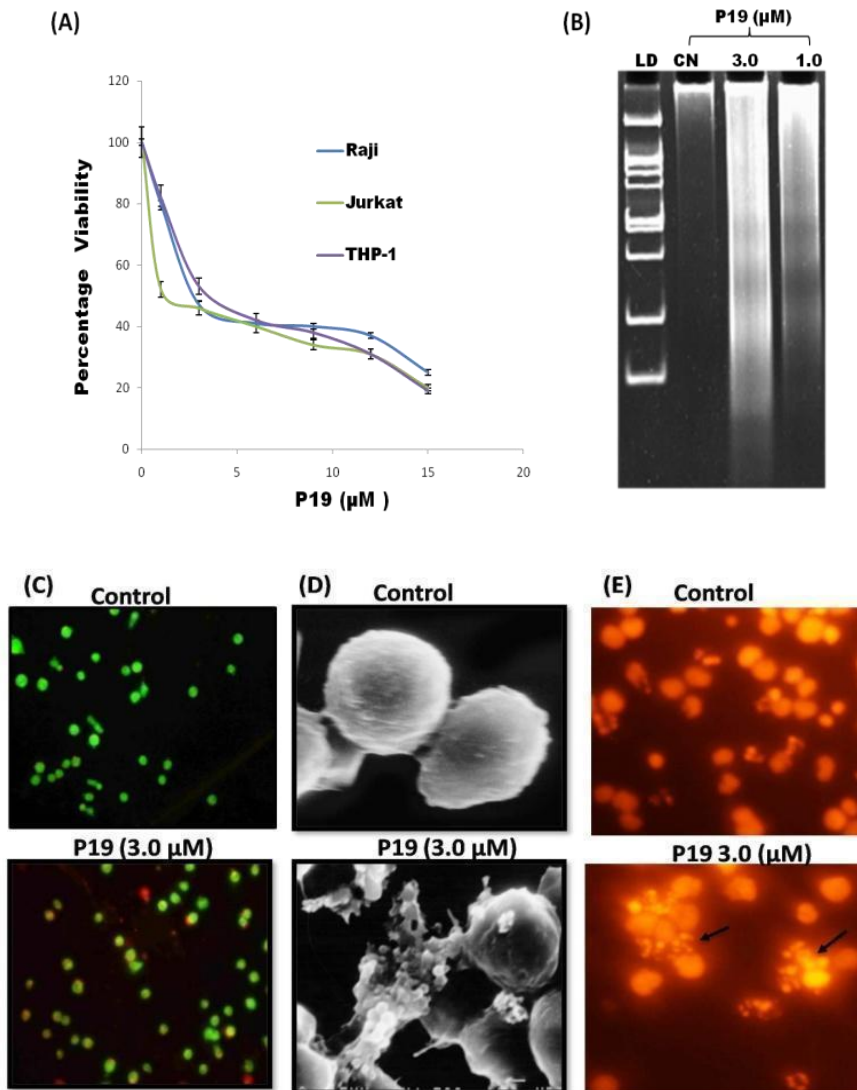 (A)
120
100
80
60
40
20
0
Percentage Viability
0 5 10 15 20
P19 (µM )
Raji
Jurkat
THP-1
(B)
P19 (µM)
LD CN 3.0 1.0
(C)
Control
P19 (3.0 µM)
(D)
Control
P19 (3.0 µM)
(E)
Control
P19 3.0 (µM)